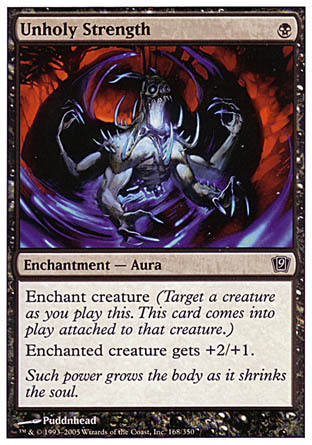 Unholy Strength
Enchantment — Aura
9
Enchant creature (Target a creature
as you play this. This card comes into
play attached to that creature.)
Enchanted creature gets +2/+1.
Such power grows the body as it shrinks
the soul.
Puddnhead
™ & © 1993–2005 Wizards of the Coast, Inc. 168/350